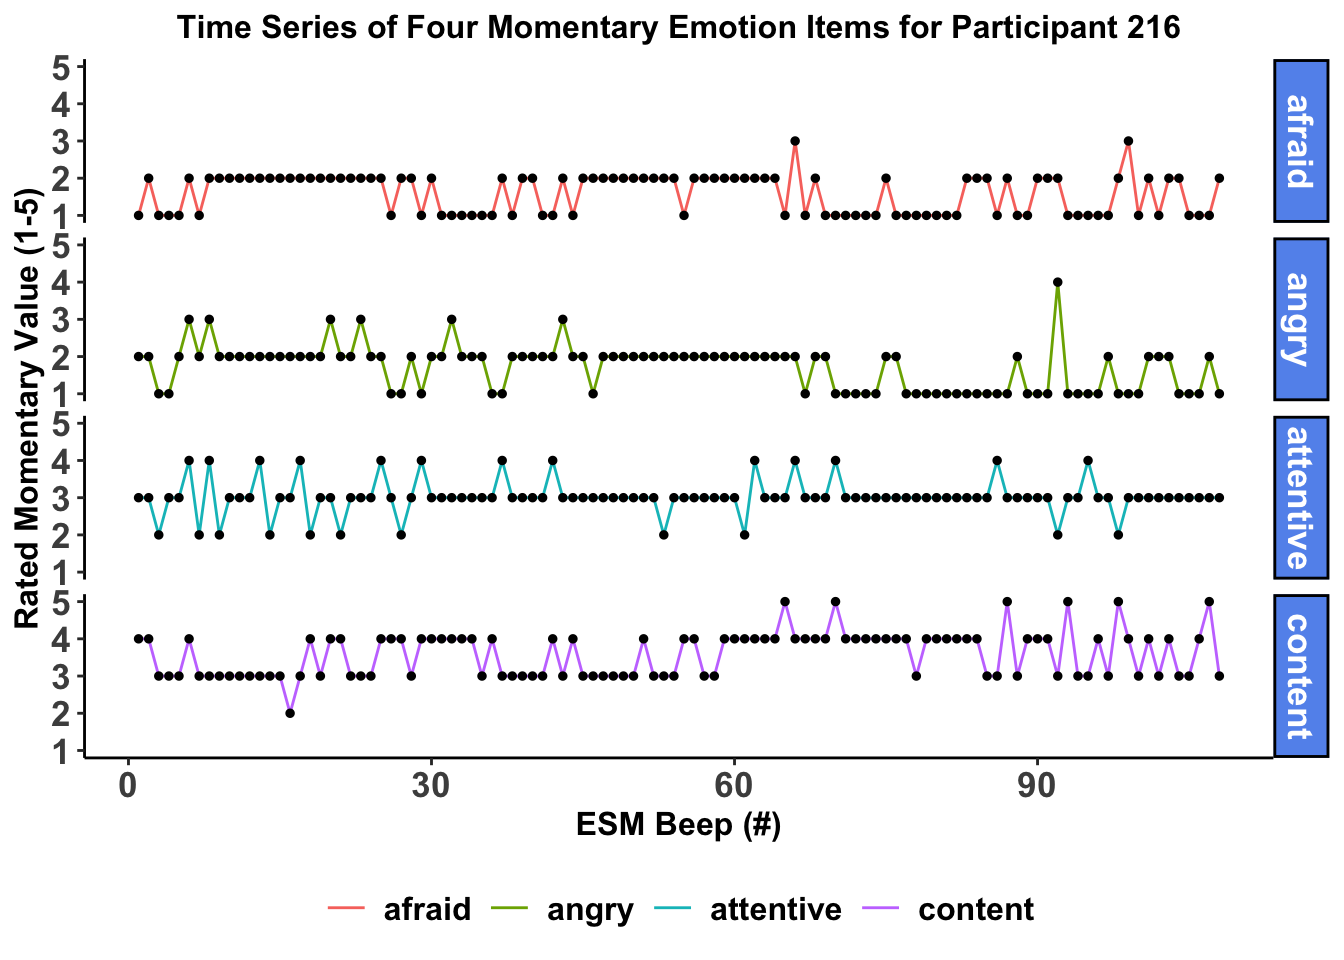 Time Series of Four Momentary Emotion Items for Participant 216
Rated Momentary Value (1-5)
5
4
3
2
1
afraid
5
4
3
2
1
angry
5
4
3
2
1
attentive
5
4
3
2
1
content
0 30 60 90
ESM Beep (#)
afraid angry attentive content